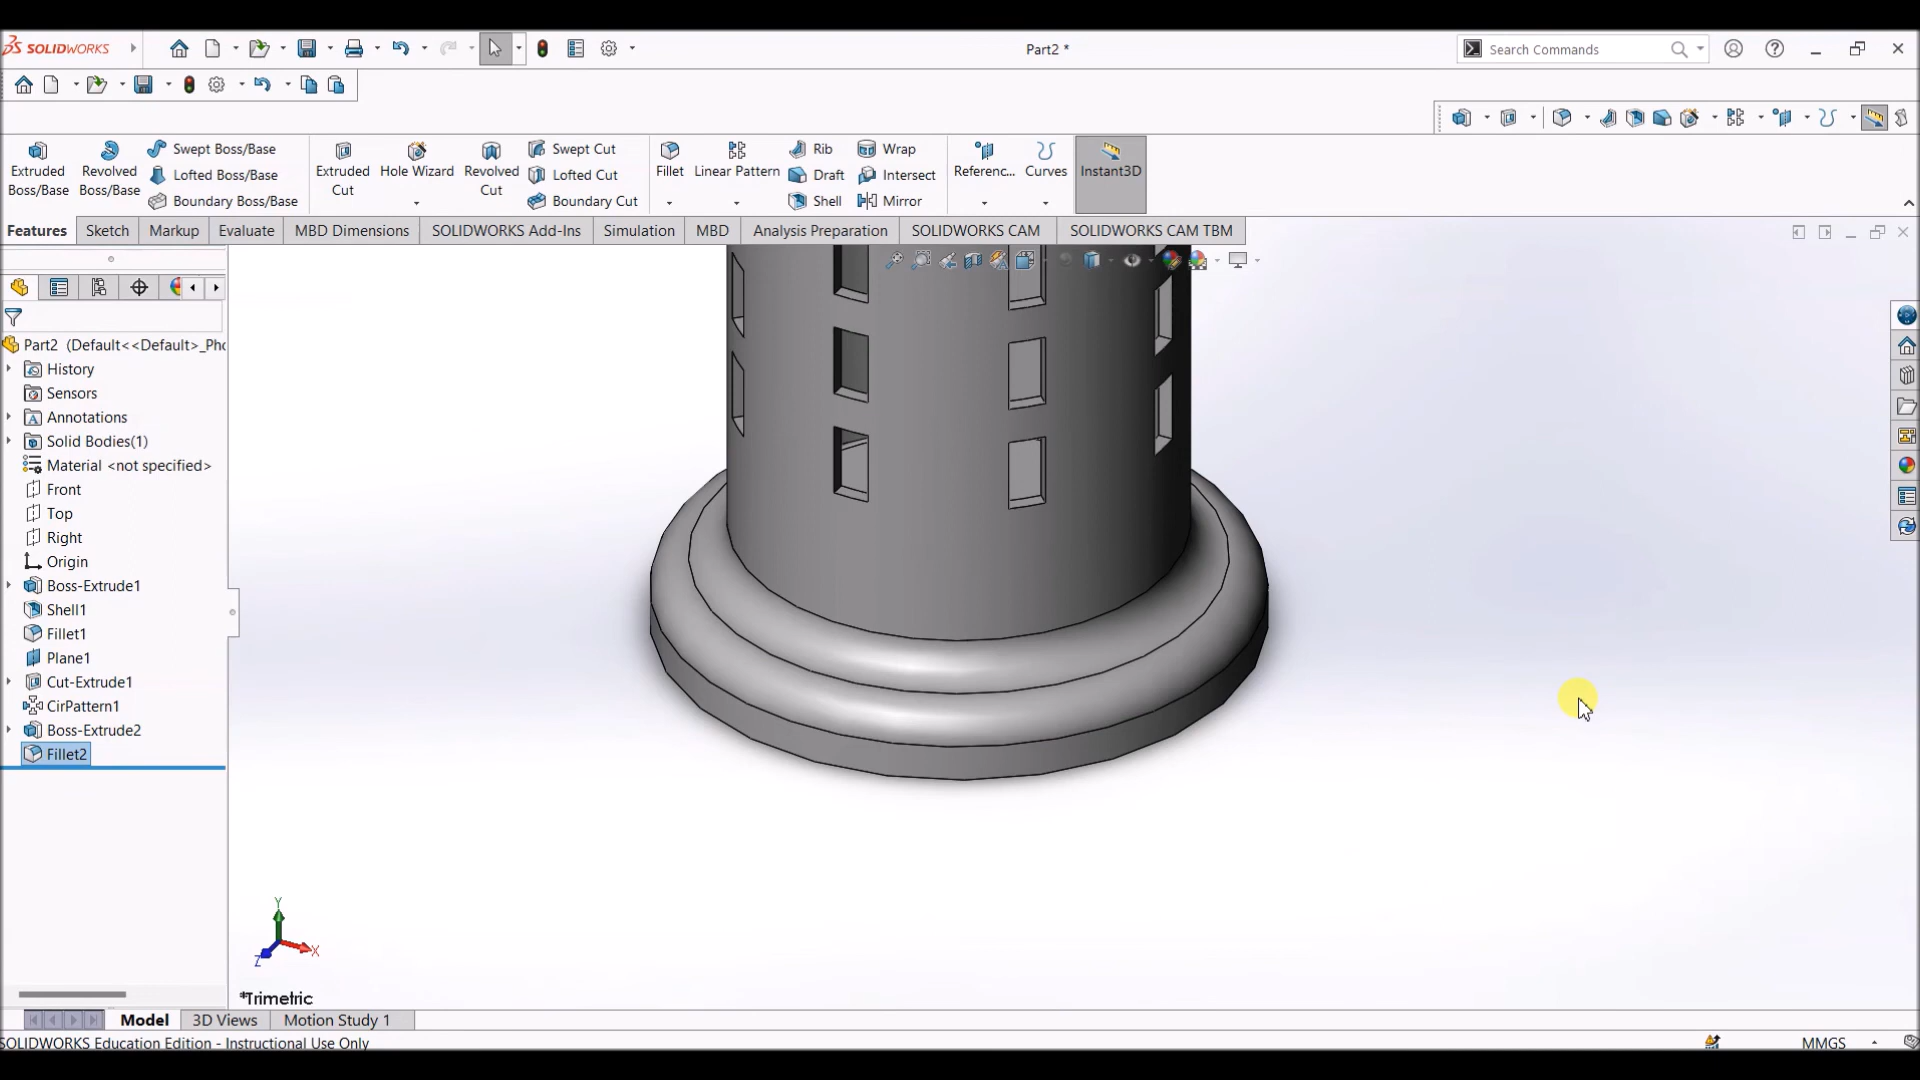 SOLIDWORKS
Part2 *
Search Commands
Extruded Boss/Base
Revolved Boss/Base
Swept Boss/Base
Lofted Boss/Base
Boundary Boss/Base
Extruded Cut
Hole Wizard
Revolved Cut
Swept Cut
Lofted Cut
Boundary Cut
Fillet
Linear Pattern
Rib
Draft
Shell
Wrap
Intersect
Mirror
Referenc...
Curves
Instant3D
Features
Sketch
Markup
Evaluate
MBD Dimensions
SOLIDWORKS Add-Ins
Simulation
MBD
Analysis Preparation
SOLIDWORKS CAM
SOLIDWORKS CAM TBM
Part2 (Default<<Default>_Pho
History
Sensors
Annotations
Solid Bodies(1)
Material <not specified>
Front
Top
Right
Origin
Boss-Extrude1
Shell1
Fillet1
Plane1
Cut-Extrude1
CirPattern1
Boss-Extrude2
Fillet2
Y
X
Z
*Trimetric
Model
3D Views
Motion Study 1
SOLIDWORKS Education Edition - Instructional Use Only
MMGS